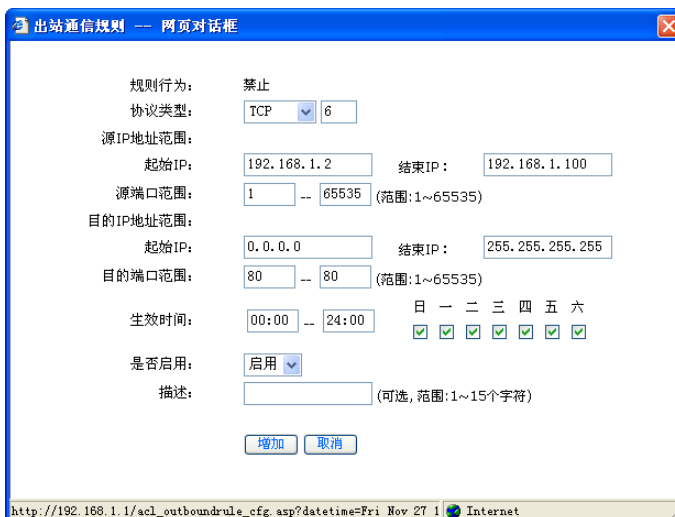 出站通信规则 -- 网页对话框
规则行为: 禁止
协议类型: TCP 6
源IP地址范围:
起始IP: 192.168.1.2 结束IP: 192.168.1.100
源端口范围: 1 -- 65535 (范围:1~65535)
目的IP地址范围:
起始IP: 0.0.0.0 结束IP: 255.255.255.255
目的端口范围: 80 -- 80 (范围:1~65535)
日 一 二 三 四 五 六
生效时间: 00:00 -- 24:00
是否启用: 启用
描述: (可选,范围:1~15个字符)
增加 取消
http://192.168.1.1/acl_outboundrule_cfg.asp?datetime=Fri Nov 27 1 Internet